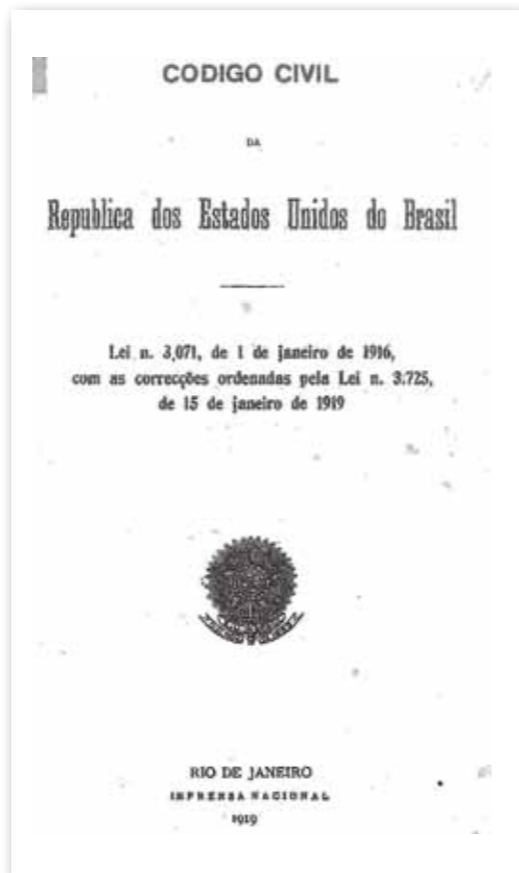 CODIGO CIVIL
DA
Republica dos Estados Unidos do Brasil
Lei n. 3,071, de 1 de janeiro de 1916,
com as correcções ordenadas pela Lei n. 3.725,
de 15 de janeiro de 1919
RIO DE JANEIRO
IMPRENSA NACIONAL
1919